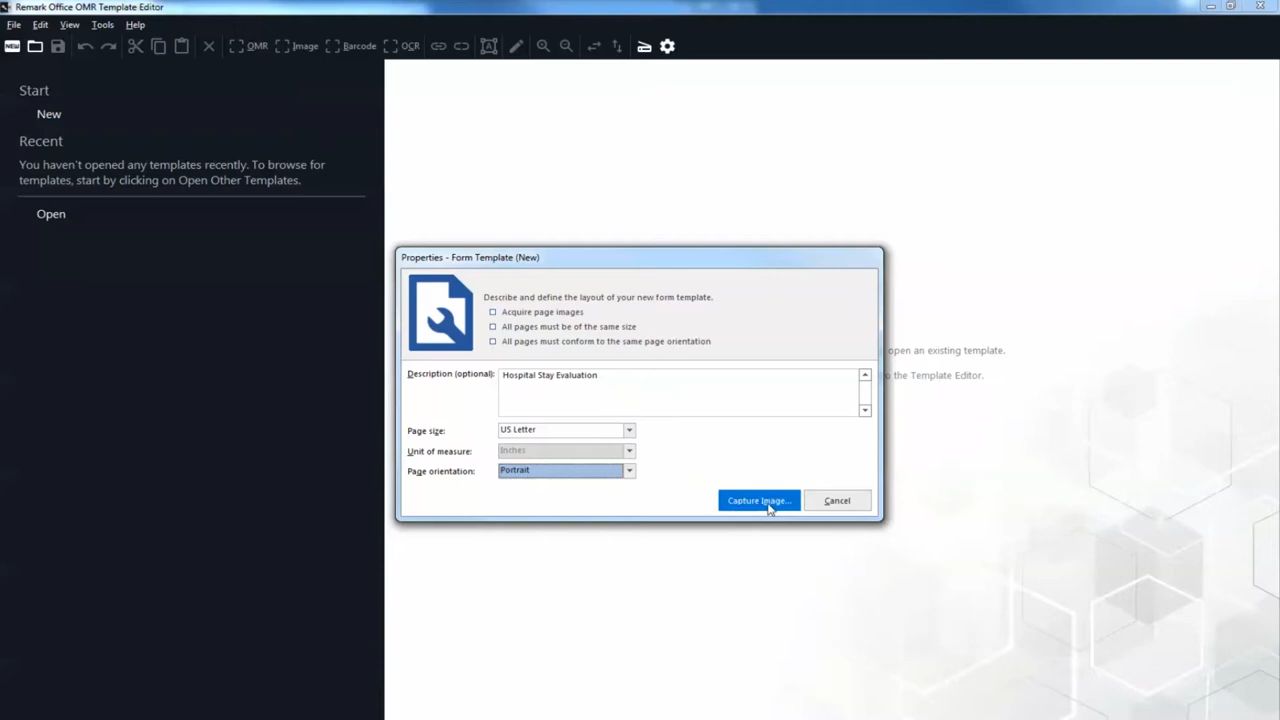 Remark Office OMR Template Editor
File Edit View Tools Help
NEW OMR Image Barcode OCR A
Start
New
Recent
You haven't opened any templates recently. To browse for
templates, start by clicking on Open Other Templates.
Open
Properties - Form Template (New)
Describe and define the layout of your new form template.
Acquire page images
All pages must be of the same size
All pages must conform to the same page orientation
Description (optional): Hospital Stay Evaluation
Page size: US Letter
Unit of measure: Inches
Page orientation: Portrait
Capture Image... Cancel
open an existing template.
the Template Editor.